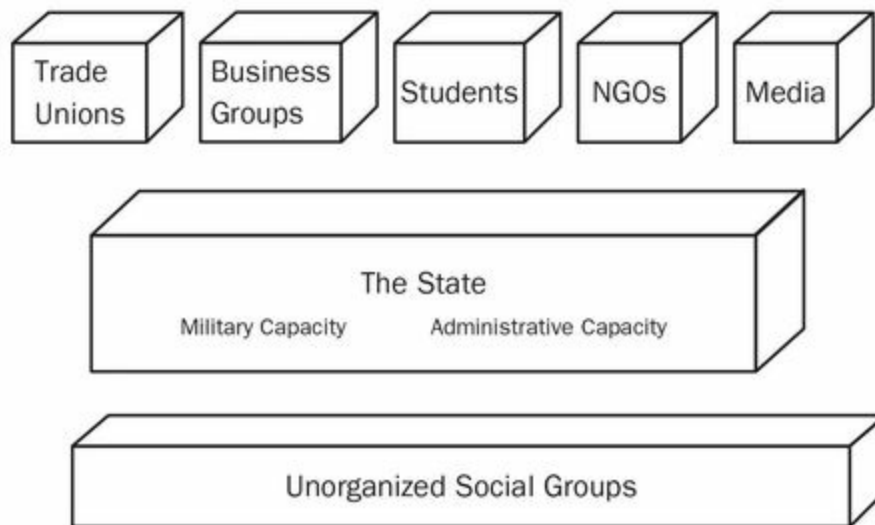 Trade
Unions
Business
Groups
Students
NGOs
Media
The State
Military Capacity Administrative Capacity
Unorganized Social Groups